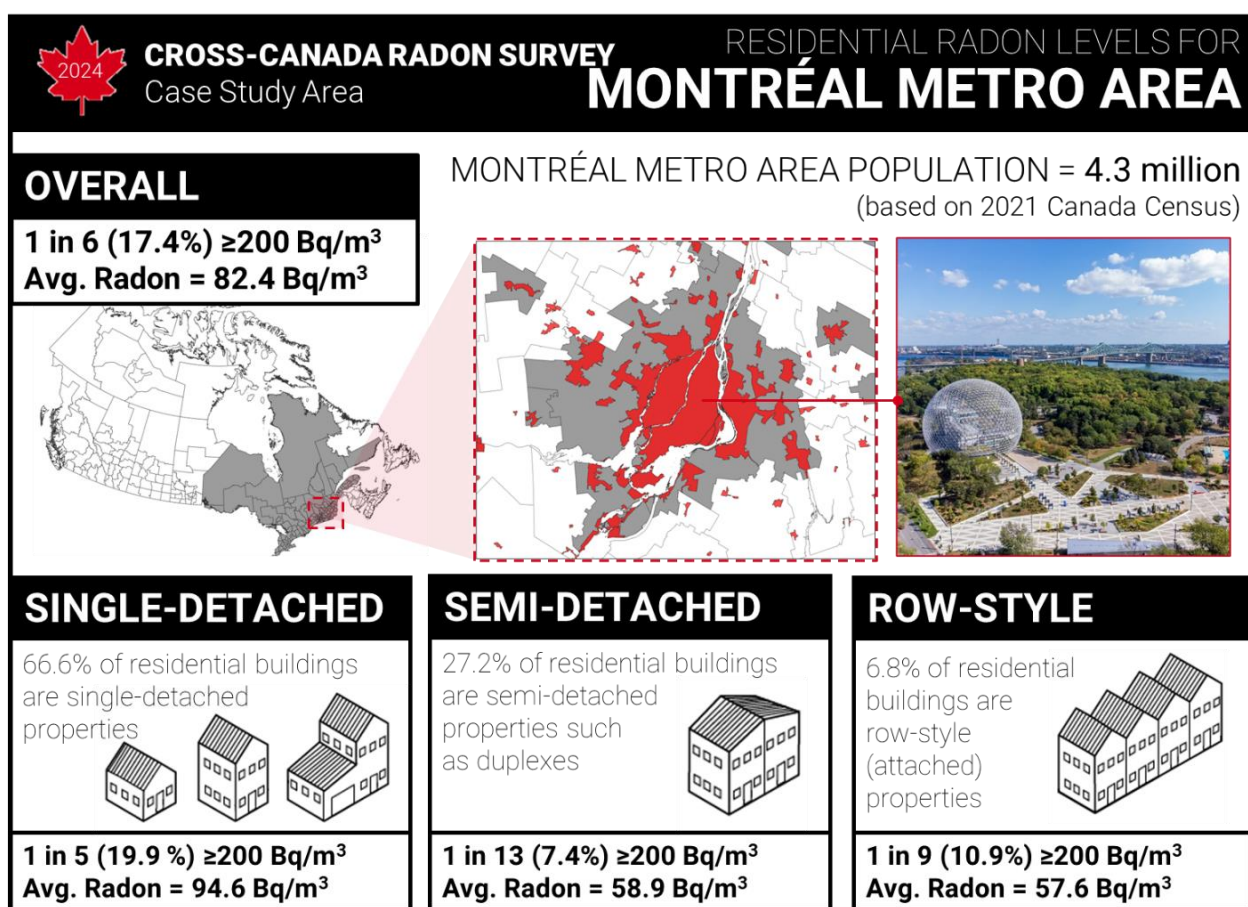 2024
CROSS-CANADA RADON SURVEY
Case Study Area
RESIDENTIAL RADON LEVELS FOR
MONTRÉAL METRO AREA
OVERALL
1 in 6 (17.4%) ≥200 Bq/m³
Avg. Radon = 82.4 Bq/m³
MONTRÉAL METRO AREA POPULATION = 4.3 million
(based on 2021 Canada Census)
SINGLE-DETACHED
66.6% of residential buildings
are single-detached
properties
1 in 5 (19.9 %) ≥200 Bq/m³
Avg. Radon = 94.6 Bq/m³
SEMI-DETACHED
27.2% of residential buildings
are semi-detached
properties such
as duplexes
1 in 13 (7.4%) ≥200 Bq/m³
Avg. Radon = 58.9 Bq/m³
ROW-STYLE
6.8% of residential
buildings are
row-style
(attached)
properties
1 in 9 (10.9%) ≥200 Bq/m³
Avg. Radon = 57.6 Bq/m³